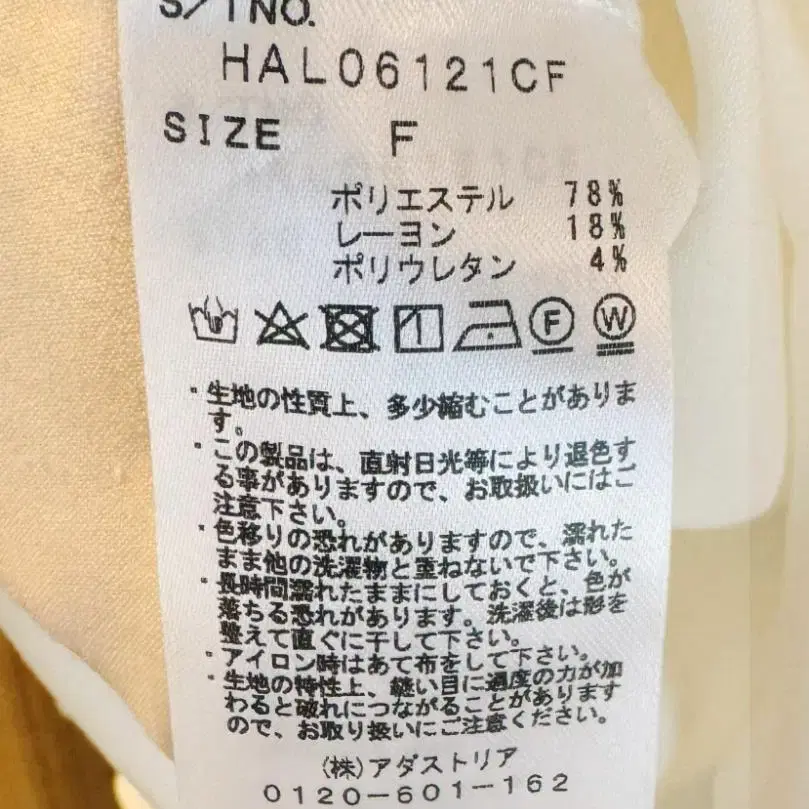 S/TNO.
HAL06121CF
SIZE F
ポリエステル 78%
レーヨン 18%
ポリウレタン 4%
F W
・生地の性質上、多少縮むことがありま
す。
・この製品は、直射日光等により退色す
る事がありますので、お取扱いにはご
注意下さい。
・色移りの恐れがありますので、濡れた
まま他の洗濯物と重ねないで下さい。
・長時間濡れたままにしておくと、色が
落ちる恐れがあります。洗濯後は形を
整えて直ぐに干して下さい。
・アイロン時はあて布をして下さい。
・生地の特性上、縫い目に過度の力が加
わると破れにつながることがあります
ので、お取り扱いにご注意ください。
(株)アダストリア
0120-601-162